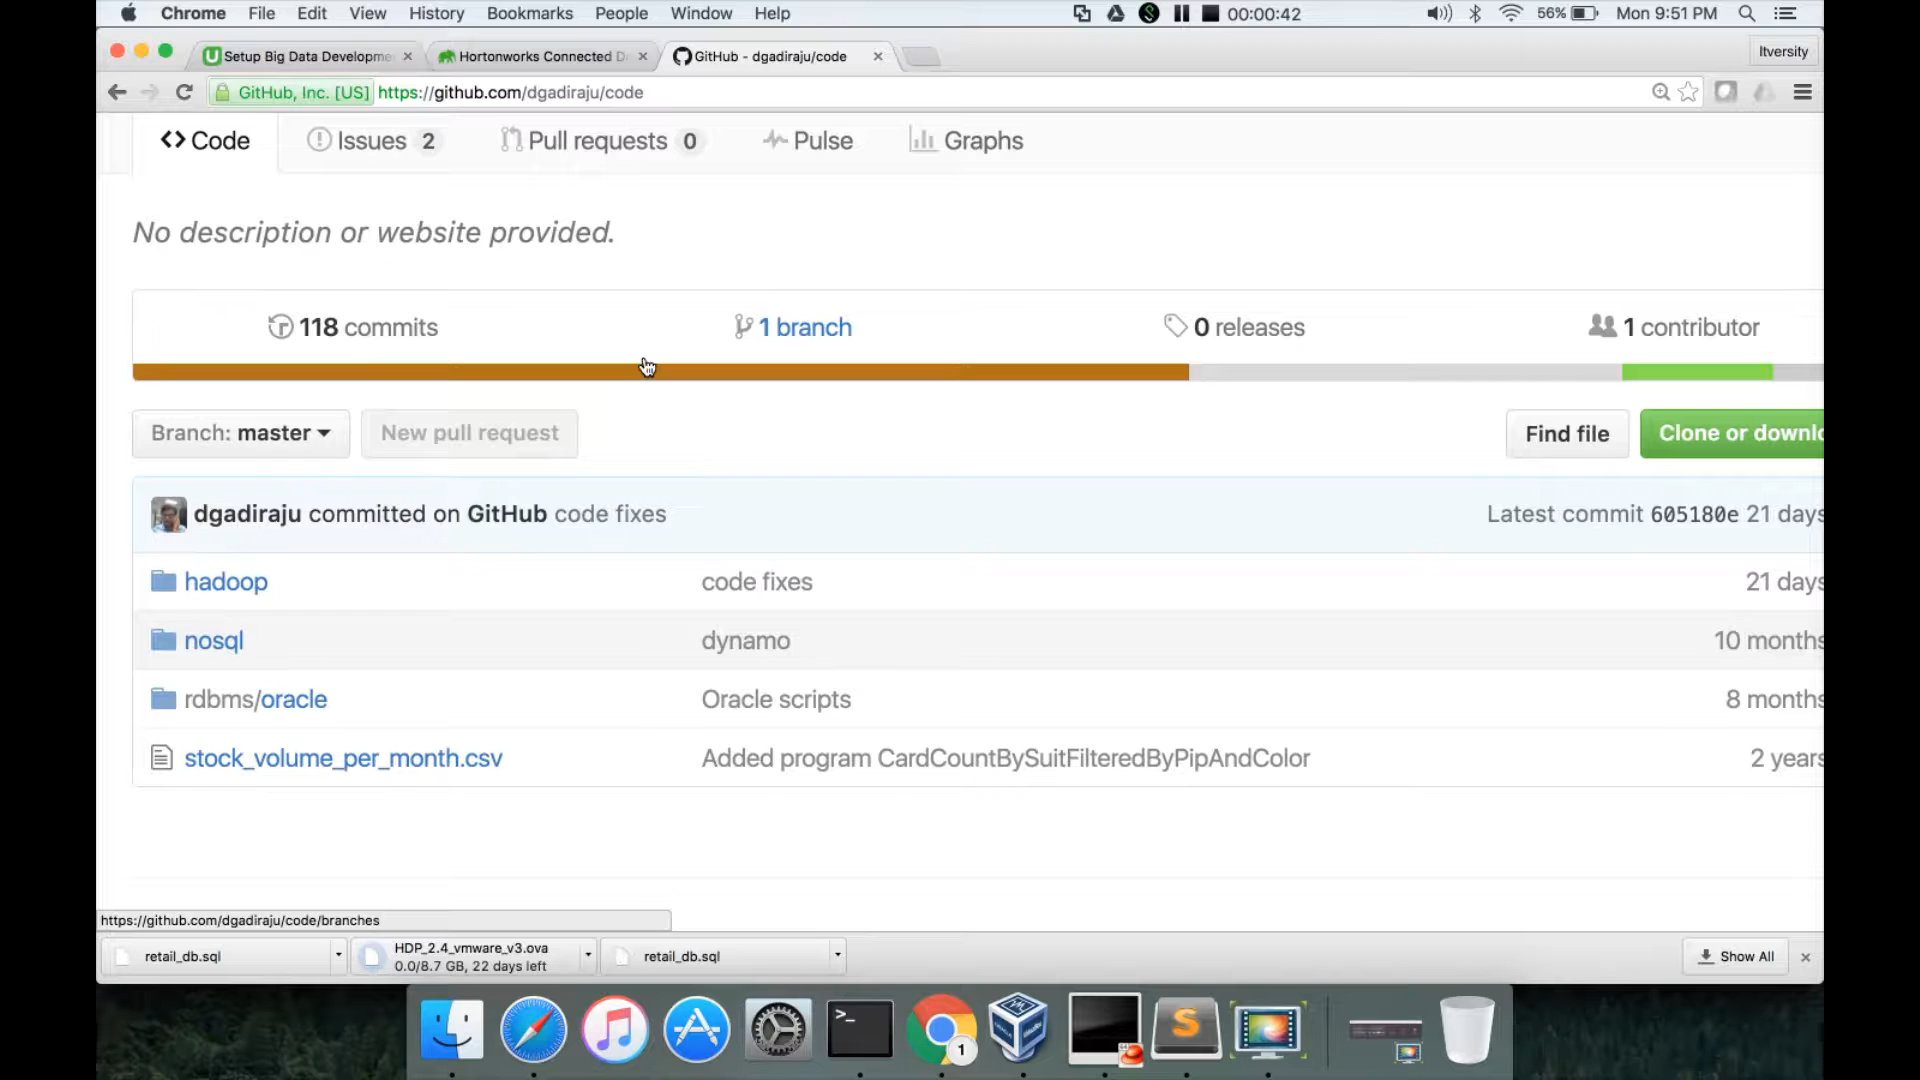 Chrome File Edit View History Bookmarks People Window Help 00:00:42 56% Mon 9:51 PM
Setup Big Data Developme Hortonworks Connected D GitHub - dgadiraju/code Itversity
GitHub, Inc. [US] https://github.com/dgadiraju/code
Code Issues 2 Pull requests 0 Pulse Graphs
No description or website provided.
118 commits 1 branch 0 releases 1 contributor
Branch: master New pull request Find file Clone or downlo
dgadiraju committed on GitHub code fixes Latest commit 605180e 21 days
hadoop code fixes 21 days
nosql dynamo 10 months
rdbms/oracle Oracle scripts 8 months
stock_volume_per_month.csv Added program CardCountBySuitFilteredByPipAndColor 2 years
https://github.com/dgadiraju/code/branches
retail_db.sql HDP_2.4_vmware_v3.ova retail_db.sql Show All
0.0/8.7 GB, 22 days left
>_ 1 S